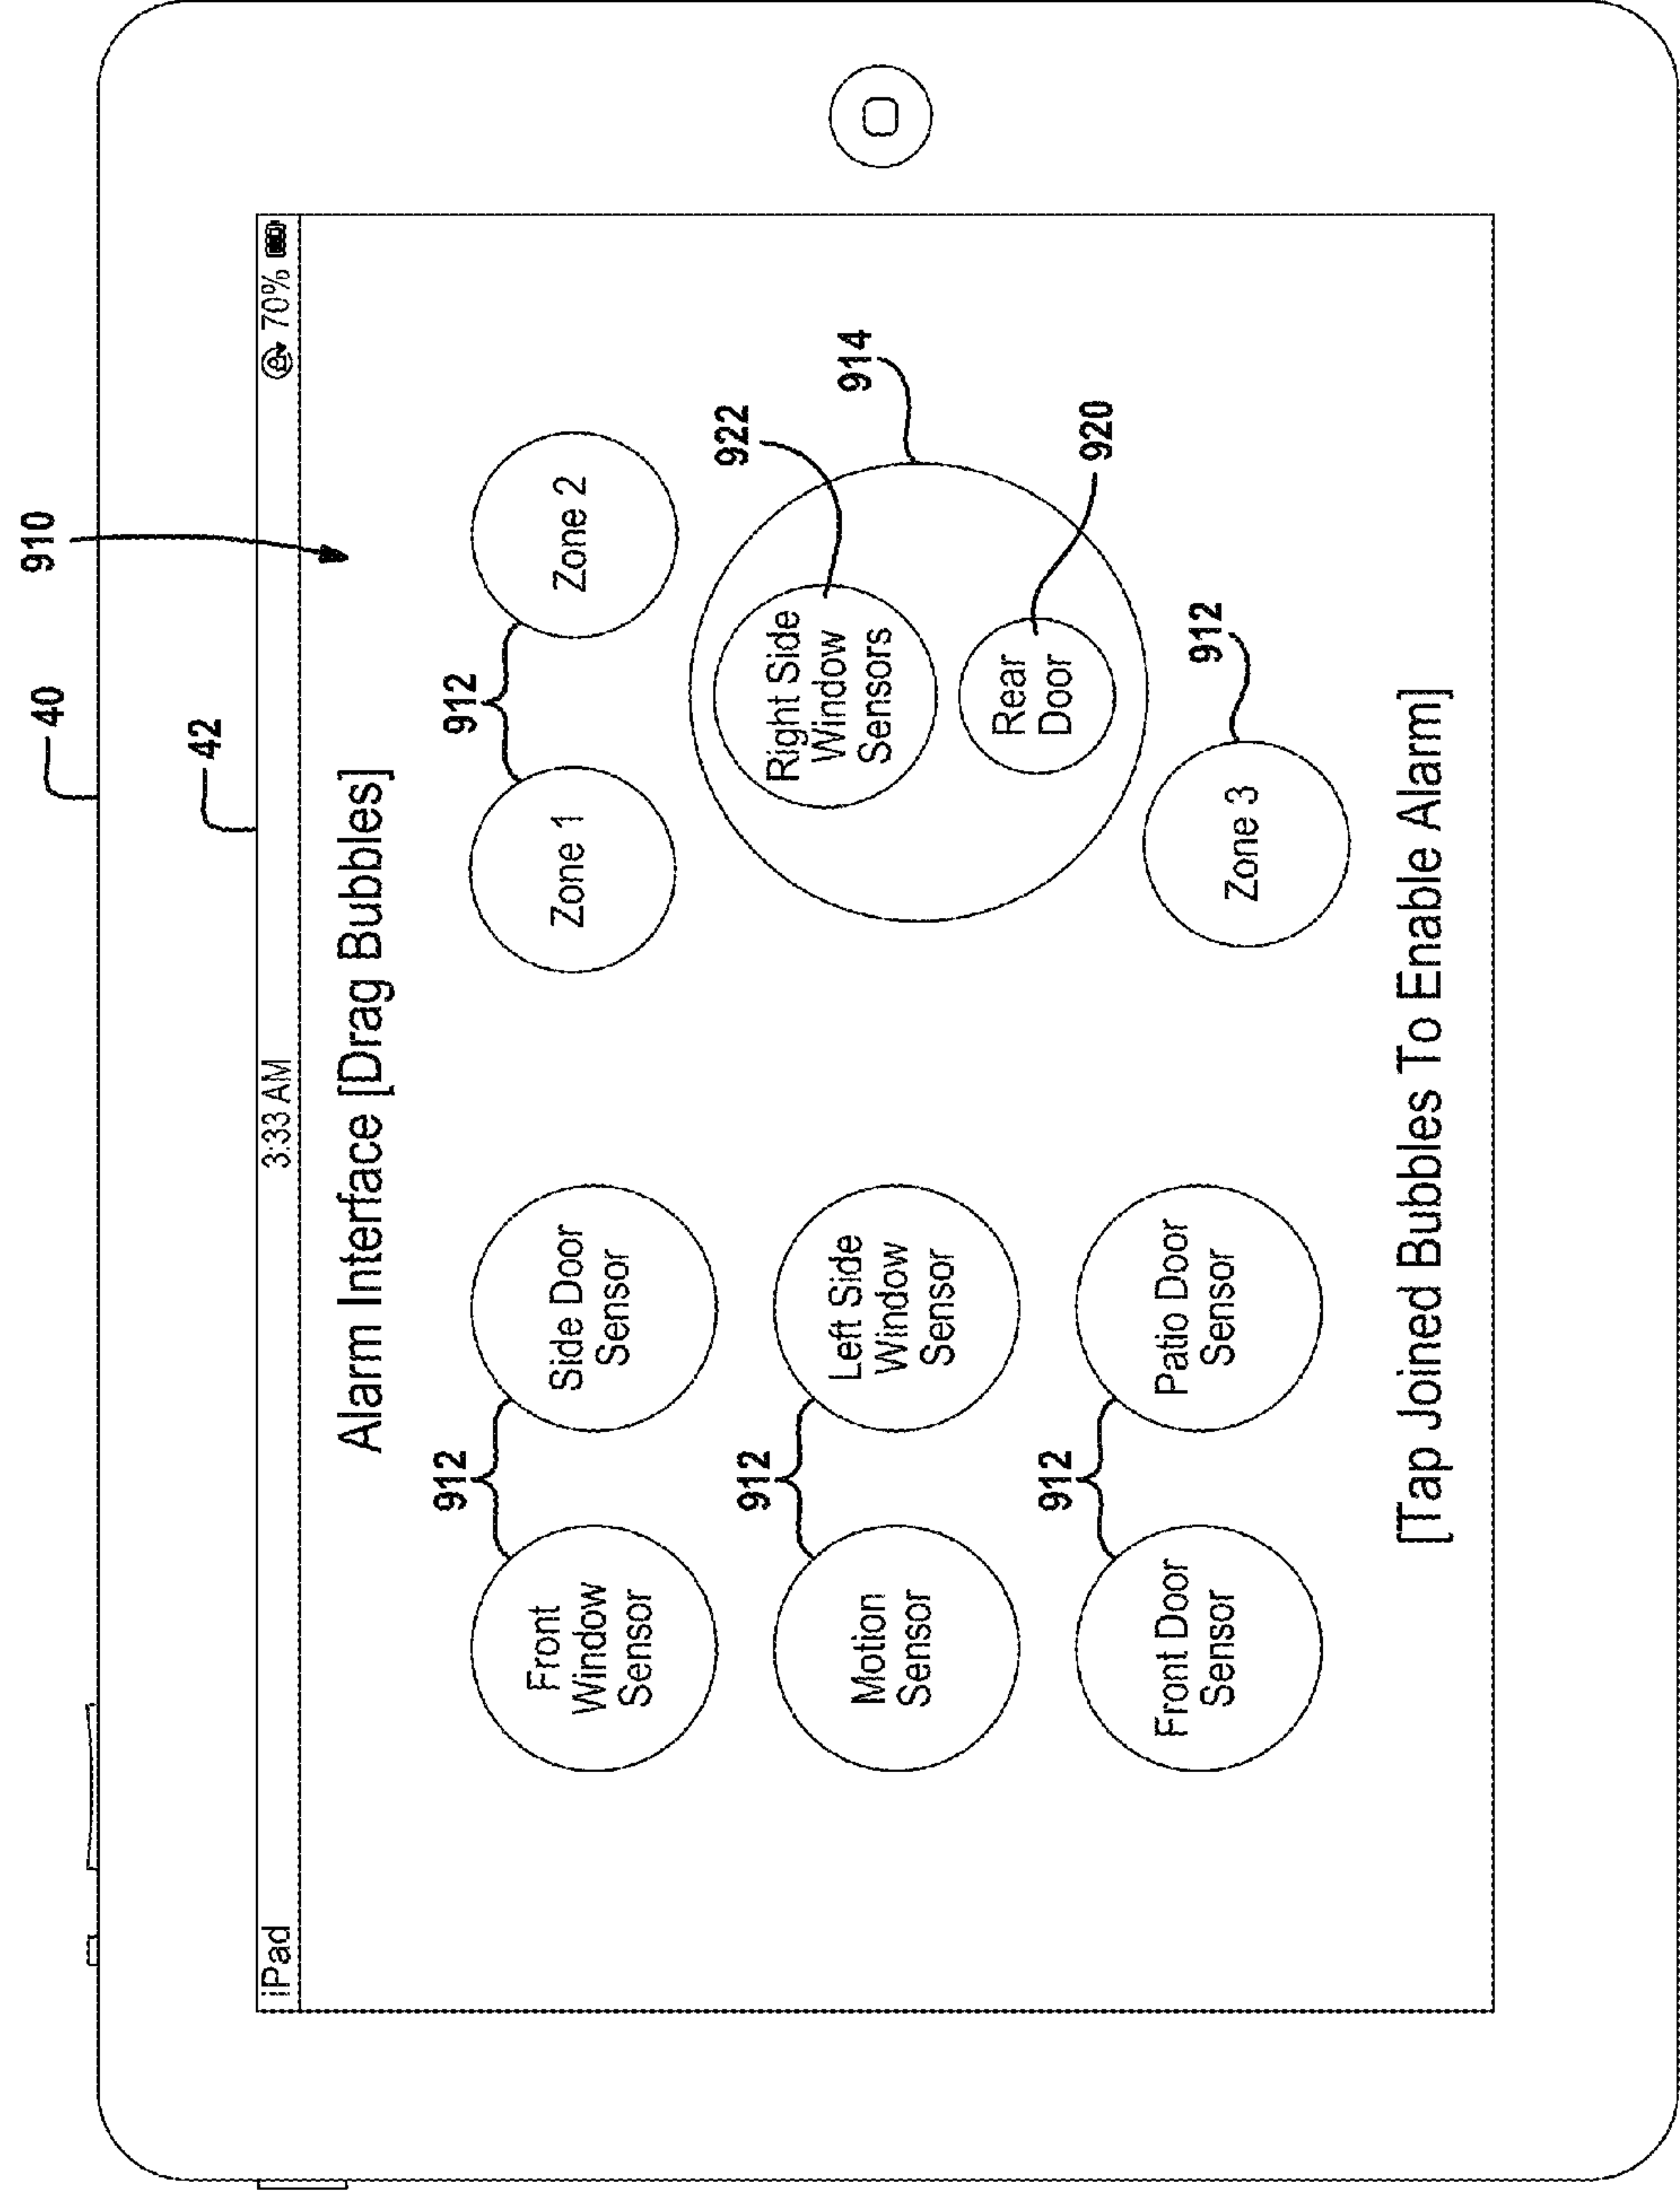 910
40
42
iPad
3:33 AM
70%
Alarm Interface [Drag Bubbles]
912
Front
Window
Sensor
Side Door
Sensor
912
Zone 1
Zone 2
912
Motion
Sensor
Left Side
Window
Sensor
922
914
Right Side
Window
Sensors
920
Rear
Door
912
Front Door
Sensor
Patio Door
Sensor
912
Zone 3
[Tap Joined Bubbles To Enable Alarm]